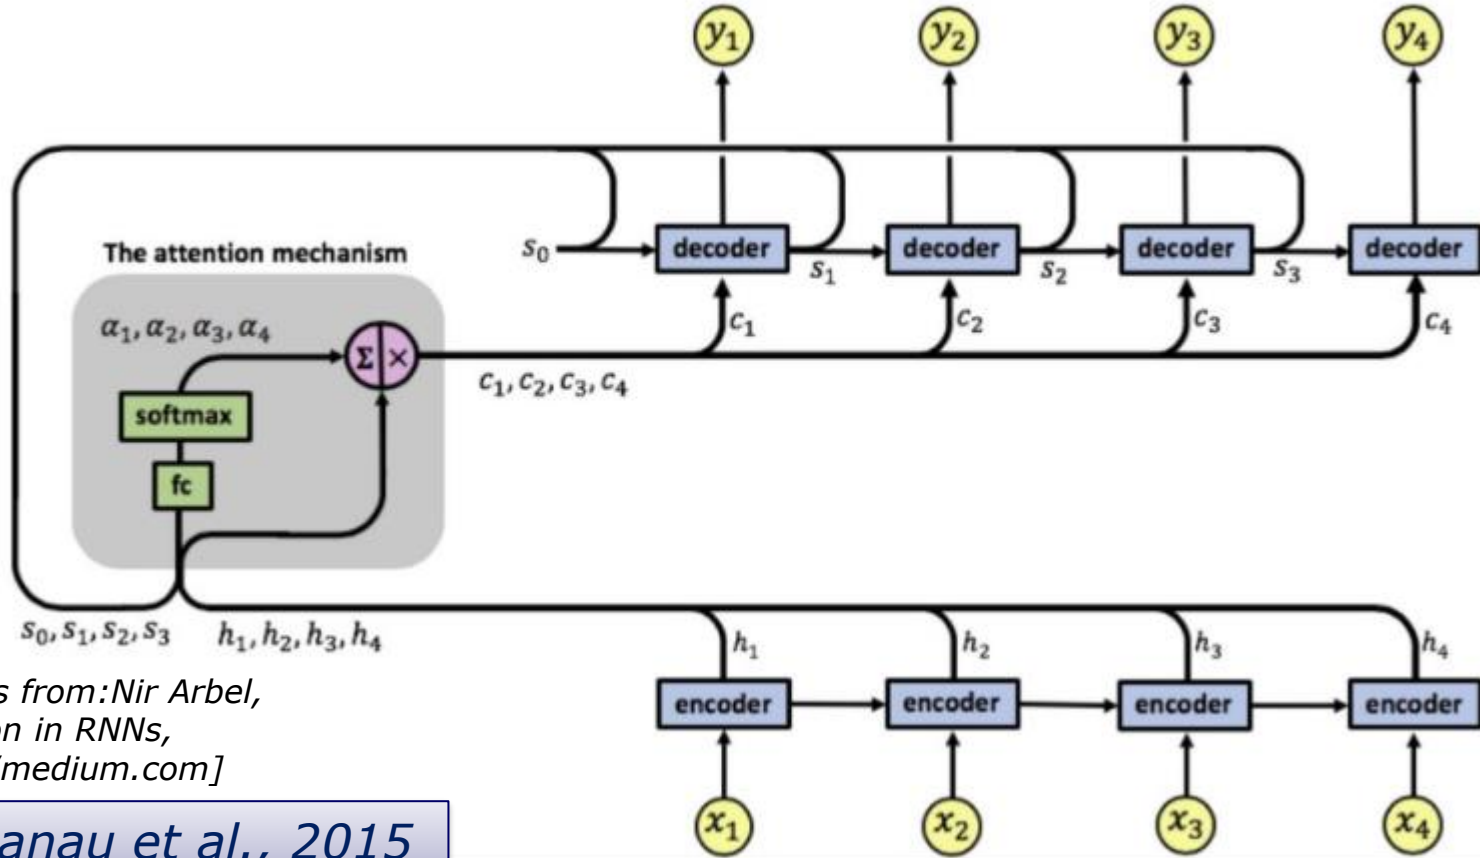 y₁ y₂ y₃ y₄
The attention mechanism
s₀ decoder s₁ decoder s₂ decoder s₃ decoder
α₁, α₂, α₃, α₄
Σ ×
c₁ c₂ c₃ c₄
c₁, c₂, c₃, c₄
softmax
fc
s₀, s₁, s₂, s₃ h₁, h₂, h₃, h₄
h₁ h₂ h₃ h₄
encoder encoder encoder encoder
from:Nir Arbel,
in RNNs,
medium.com]
x₁ x₂ x₃ x₄
et al., 2015